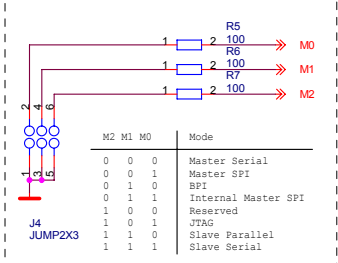 R5
1 2 100 M0
R6
1 2 100 M1
R7
1 2 100 M2
2 4 6
1 3 5
J4
JUMP2X3
M2 M1 M0 Mode
0 0 0 Master Serial
0 0 1 Master SPI
0 1 0 BPI
0 1 1 Internal Master SPI
1 0 0 Reserved
1 0 1 JTAG
1 1 0 Slave Parallel
1 1 1 Slave Serial